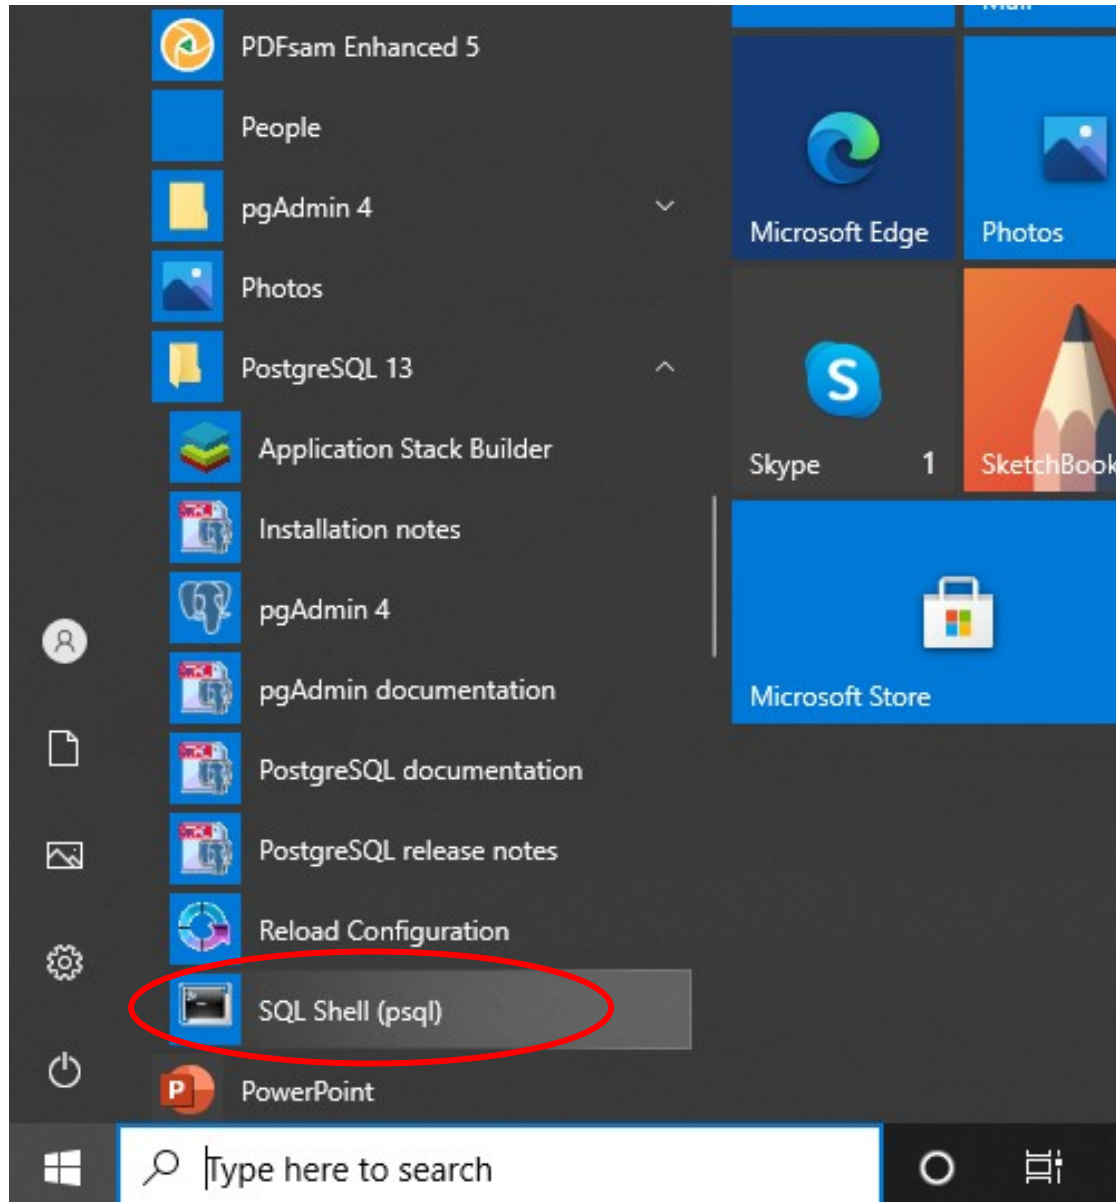 PDFsam Enhanced 5
People
pgAdmin 4
Photos
PostgreSQL 13
Application Stack Builder
Installation notes
pgAdmin 4
pgAdmin documentation
PostgreSQL documentation
PostgreSQL release notes
Reload Configuration
SQL Shell (psql)
PowerPoint
Type here to search
Mail
Microsoft Edge
Photos
Skype 1
SketchBook
Microsoft Store